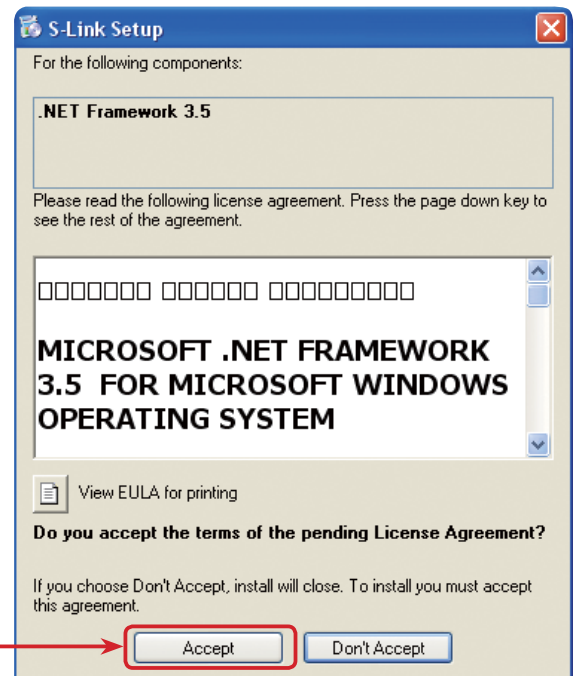 S-Link Setup
For the following components:
.NET Framework 3.5
Please read the following license agreement. Press the page down key to
see the rest of the agreement.
□□□□□□□ □□□□□□ □□□□□□□□□
MICROSOFT .NET FRAMEWORK
3.5 FOR MICROSOFT WINDOWS
OPERATING SYSTEM
View EULA for printing
Do you accept the terms of the pending License Agreement?
If you choose Don't Accept, install will close. To install you must accept
this agreement.
Accept Don't Accept